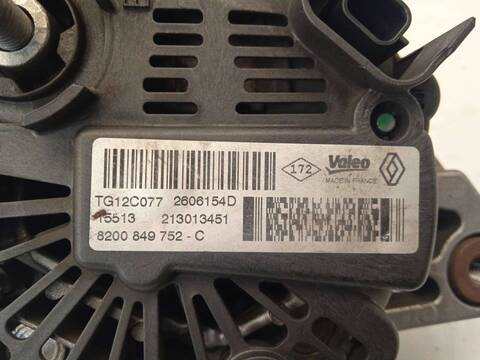 172
Valeo
MADE IN FRANCE
TG12C077 2606154D
15513 213013451
8200 849 752 - C